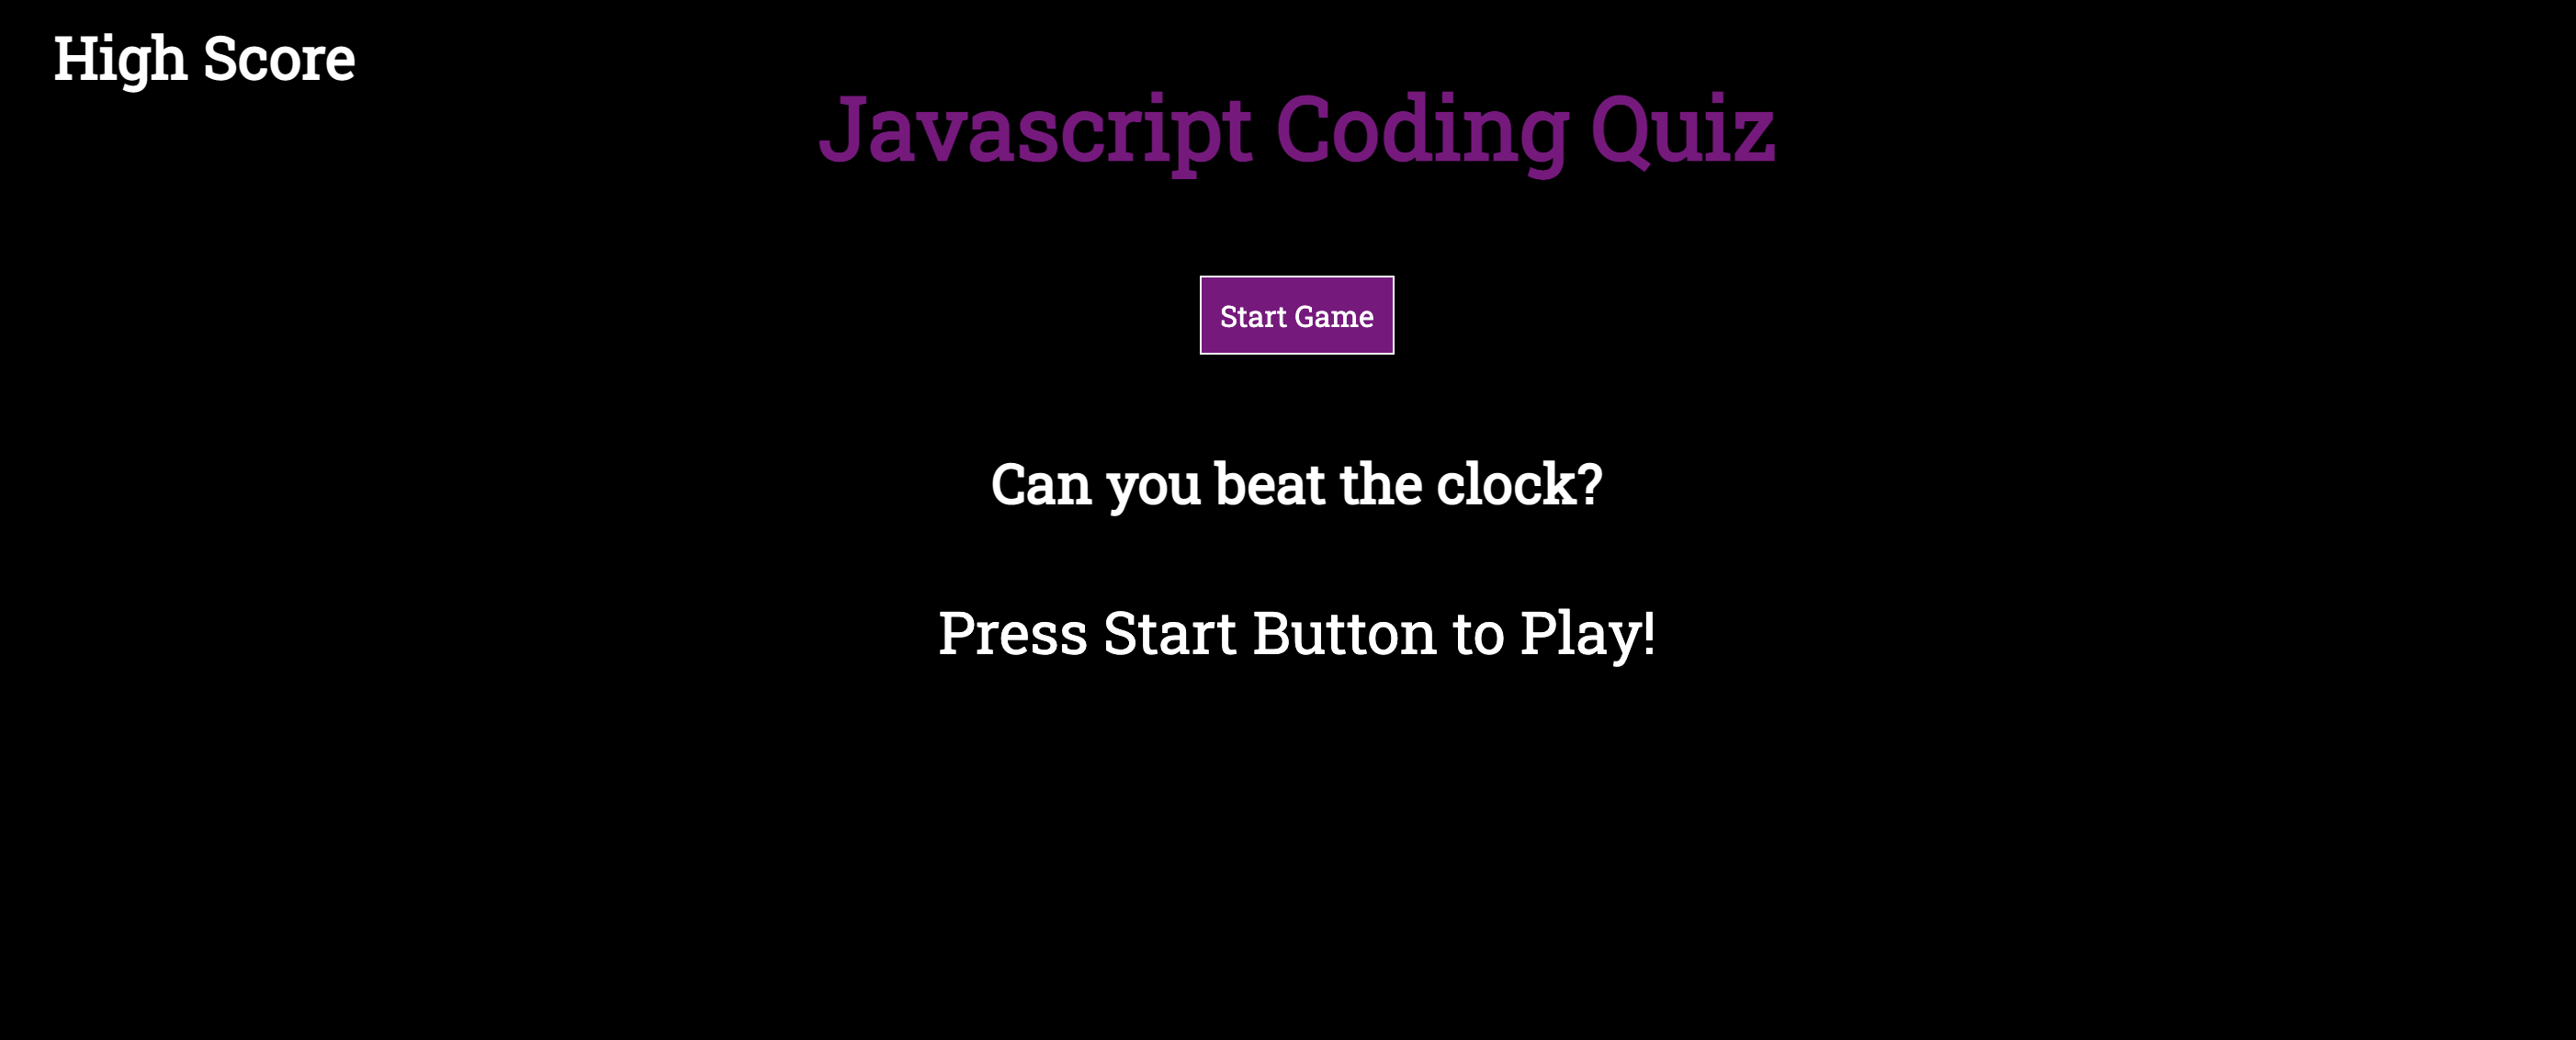 High Score
Javascript Coding Quiz
Start Game
Can you beat the clock?
Press Start Button to Play!